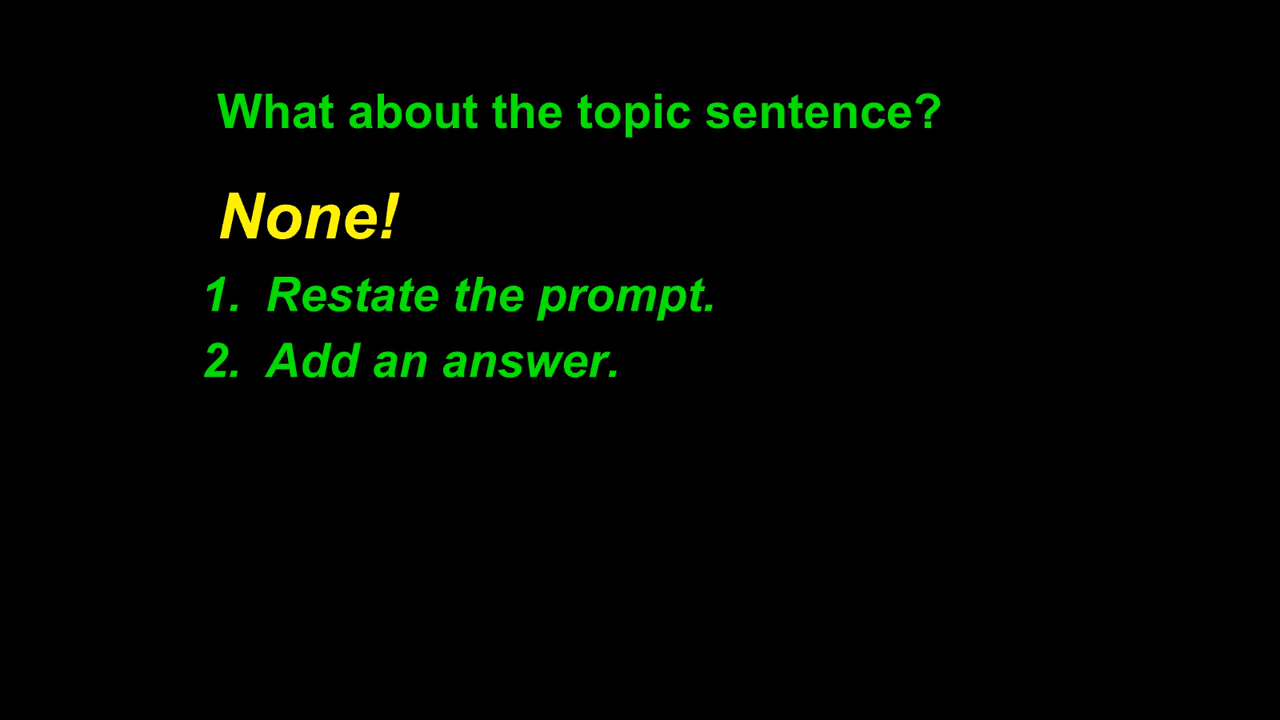 What about the topic sentence?
None!
1. Restate the prompt.
2. Add an answer.